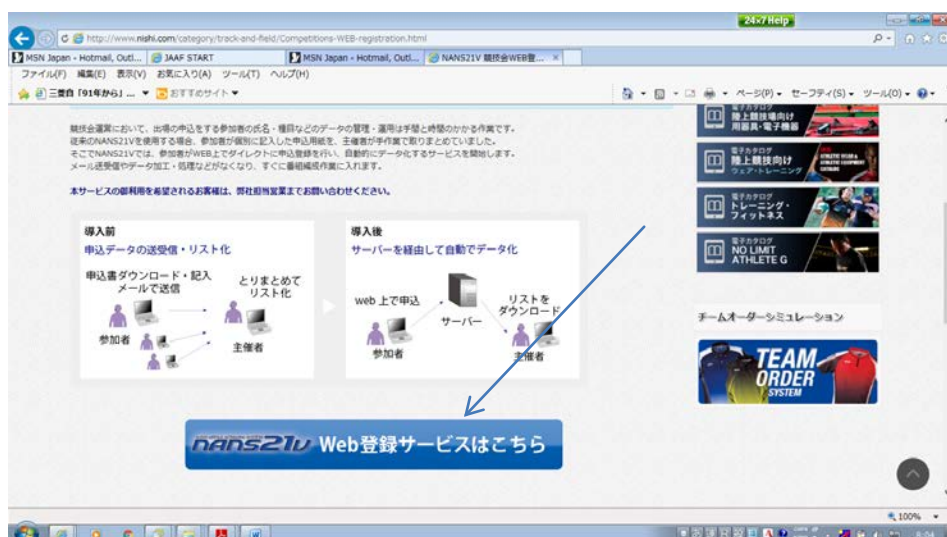 24×7 Help
http://www.nishi.com/category/track-and-field/Competitions-WEB-registration.html
MSN Japan - Hotmail, Outl...
JAAF START
MSN Japan - Hotmail, Outl...
NANS21V 競技会WEB登...
ファイル(F) 編集(E) 表示(V) お気に入り(A) ツール(T) ヘルプ(H)
三菱自「91年から」 ...
おすすめサイト
ページ(P) セーフティ(S) ツール(O)
競技会運営において、出場の申込をする参加者の氏名・種目などのデータの管理・運用は手間と時間のかかる作業です。
従来のNANS21Vを使用する場合、参加者が個別に記入した申込用紙を、主催者が手作業で取りまとめていました。
そこでNANS21Vでは、参加者がWEB上でダイレクトに申込登録を行い、自動的にデータ化するサービスを開始します。
メール送受信やデータ加工・処理などがなくなり、すぐに番組編成作業に入れます。
本サービスの御利用を希望されるお客様は、弊社担当営業までお問い合わせください。
導入前
申込データの送受信・リスト化
申込書ダウンロード・記入
メールで送信
とりまとめて
リスト化
参加者
主催者
導入後
サーバーを経由して自動でデータ化
web 上で申込
サーバー
リストを
ダウンロード
参加者
主催者
nans21v Web登録サービスはこちら
電子カタログ
陸上競技場向け
用器具・電子機器
電子カタログ
陸上競技向け
ウェア・トレーニング
電子カタログ
トレーニング・
フィットネス
電子カタログ
NO LIMIT
ATHLETE G
チームオーダーシミュレーション
TEAM
ORDER
SYSTEM
100%
8:04